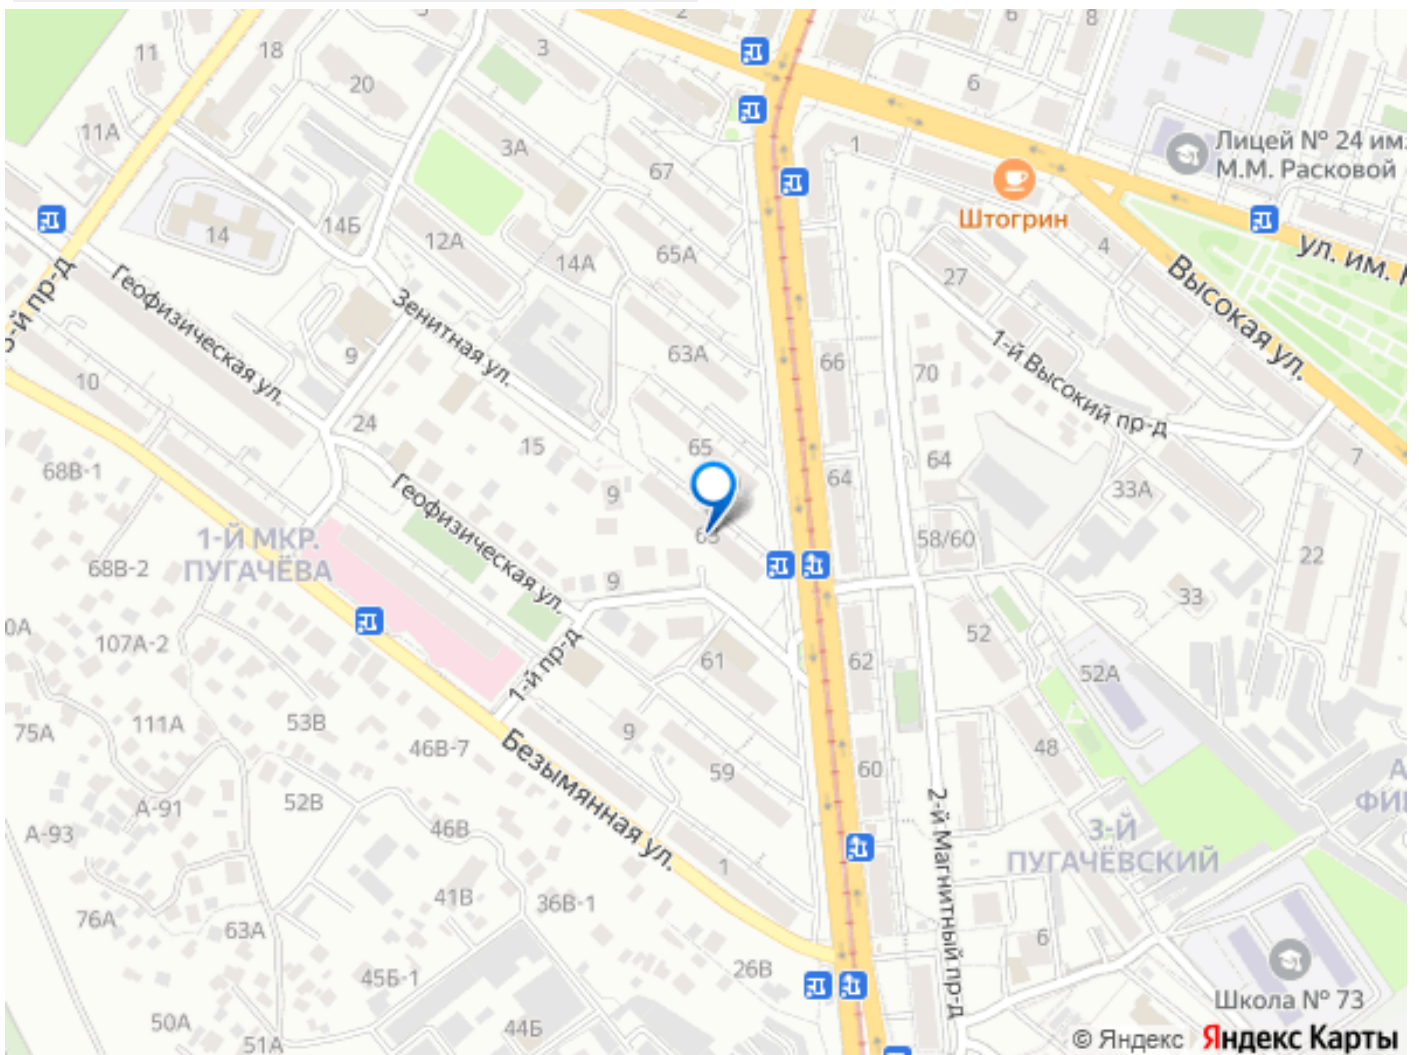 2
6
8
11
18
3
20
6
11А
3А
1
67
Лицей № 24 им.
М.М. Расковой
Штогрин
14
14Б
12А
14А
65А
27
4
ул. им.
Высокая ул.
й пр-д
Геофизическая ул.
Зенитная ул.
9
63А
66
70
1-й Высокий пр-д
10
24
15
65
64
64
7
68В-1
9
33А
Геофизическая ул.
63
58/60
22
1-Й МКР.
ПУГАЧЁВА
68В-2
9
33
0А
107А-2
52
1-й пр-д
61
62
52А
75А
111А
53В
46В-7
9
59
48
60
Безымянная ул.
2-й Магнитный пр-д
А-91
52В
А-93
46В
3-Й
ПУГАЧЁВСКИЙ
А
ФИ
1
76А
63А
41В
36В-1
6
45Б-1
26В
50А
51А
44Б
Школа № 73
© Яндекс Яндекс Карты